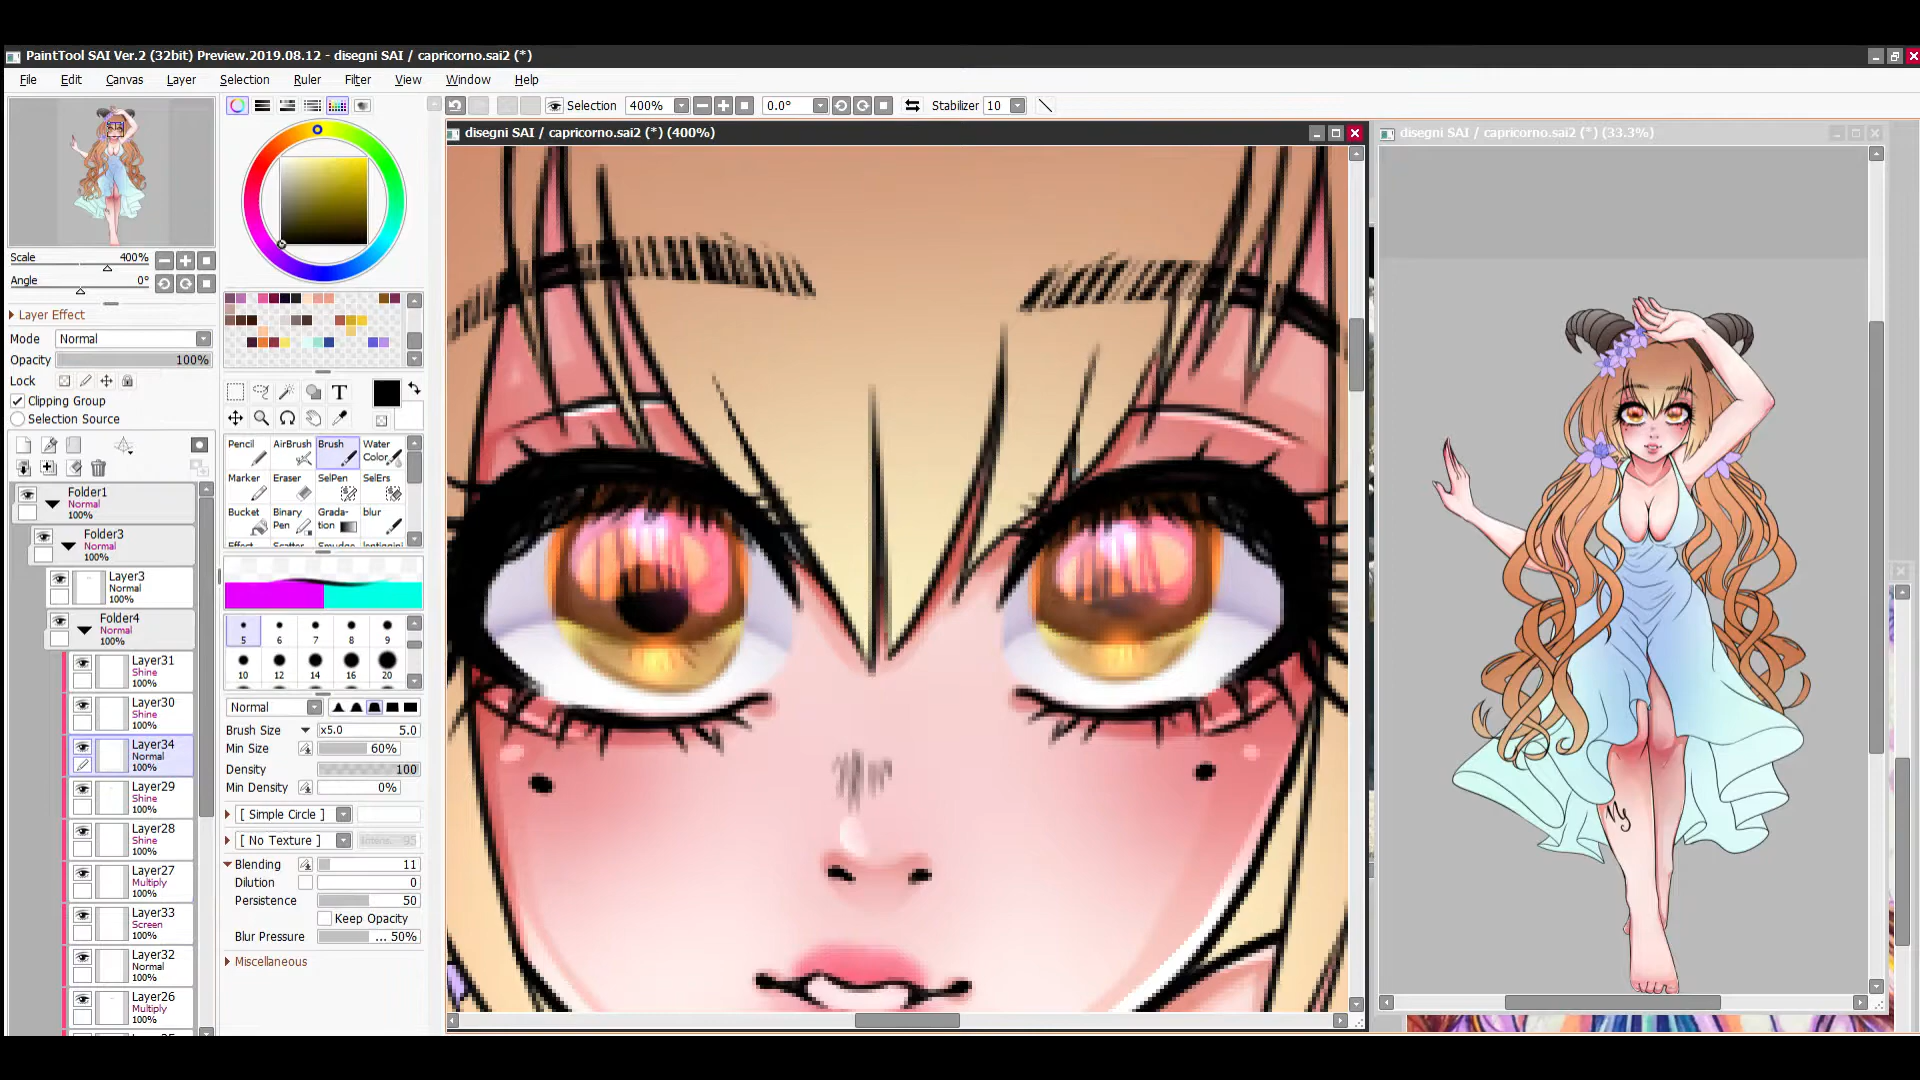 PaintTool SAI Ver.2 (32bit) Preview.2019.08.12 - disegni SAI / capricorno.sai2 (*)
File Edit Canvas Layer Selection Ruler Filter View Window Help
Selection 400% 0.0° Stabilizer 10
disegni SAI / capricorno.sai2 (*) (400%)
disegni SAI / capricorno.sai2 (*) (33.3%)
Scale 400%
Angle 0°
Layer Effect
Mode Normal
Opacity 100%
Lock
Clipping Group
Selection Source
Folder1
Normal
100%
Folder3
Normal
100%
Layer3
Normal
100%
Folder4
Normal
100%
Layer31
Shine
100%
Layer30
Shine
100%
Layer34
Normal
100%
Layer29
Shine
100%
Layer28
Shine
100%
Layer27
Multiply
100%
Layer33
Screen
100%
Layer32
Normal
100%
Layer26
Multiply
100%
T
Pencil AirBrush Brush Water Color
Marker Eraser SelPen SelErs
Bucket Binary Pen Grada-tion blur
5 6 7 8 9
10 12 14 16 20
Normal
Brush Size x5.0 5.0
Min Size 60%
Density 100
Min Density 0%
[ Simple Circle ]
[ No Texture ] Intens. 95
Blending 11
Dilution 0
Persistence 50
Keep Opacity
Blur Pressure ... 50%
Miscellaneous